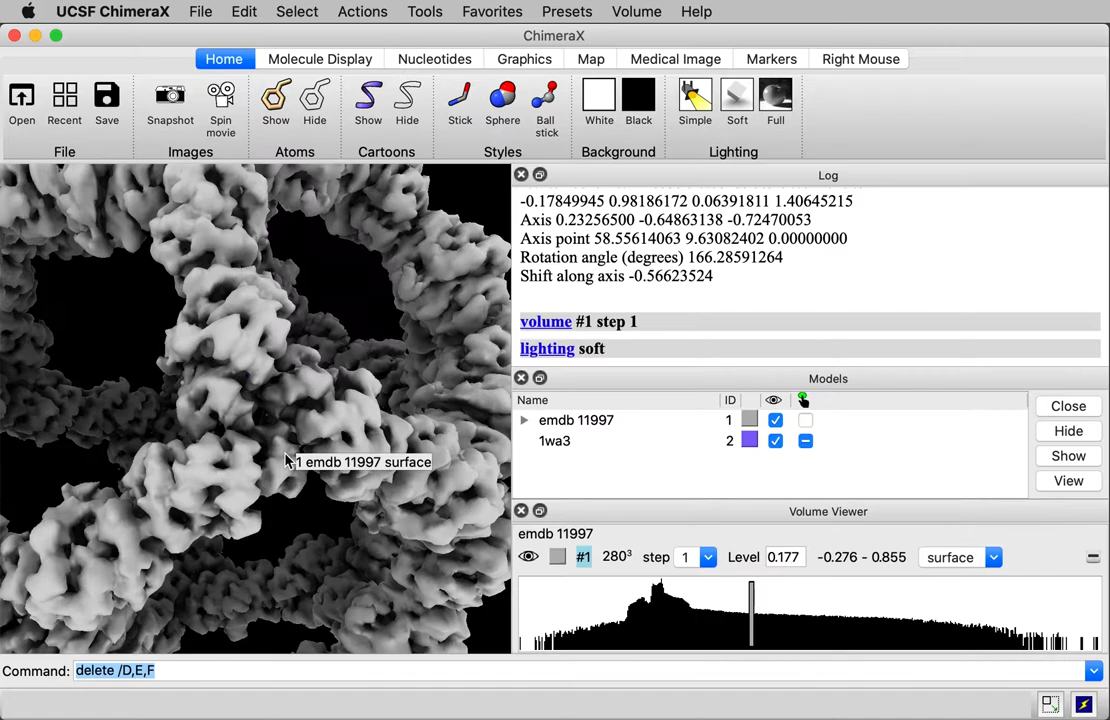 UCSF ChimeraX File Edit Select Actions Tools Favorites Presets Volume Help
ChimeraX
Home Molecule Display Nucleotides Graphics Map Medical Image Markers Right Mouse
Open Recent Save Snapshot Spin movie Show Hide Show Hide Stick Sphere Ball stick White Black Simple Soft Full
File Images Atoms Cartoons Styles Background Lighting
Log
-0.17849945 0.98186172 0.06391811 1.40645215
Axis 0.23256500 -0.64863138 -0.72470053
Axis point 58.55614063 9.63082402 0.00000000
Rotation angle (degrees) 166.28591264
Shift along axis -0.56623524
volume #1 step 1
lighting soft
Models
Name ID
emdb 11997 1
1wa3 2
Close
Hide
Show
View
1 emdb 11997 surface
Volume Viewer
emdb 11997
#1 280³ step 1 Level 0.177 -0.276 - 0.855 surface
Command: delete /D,E,F